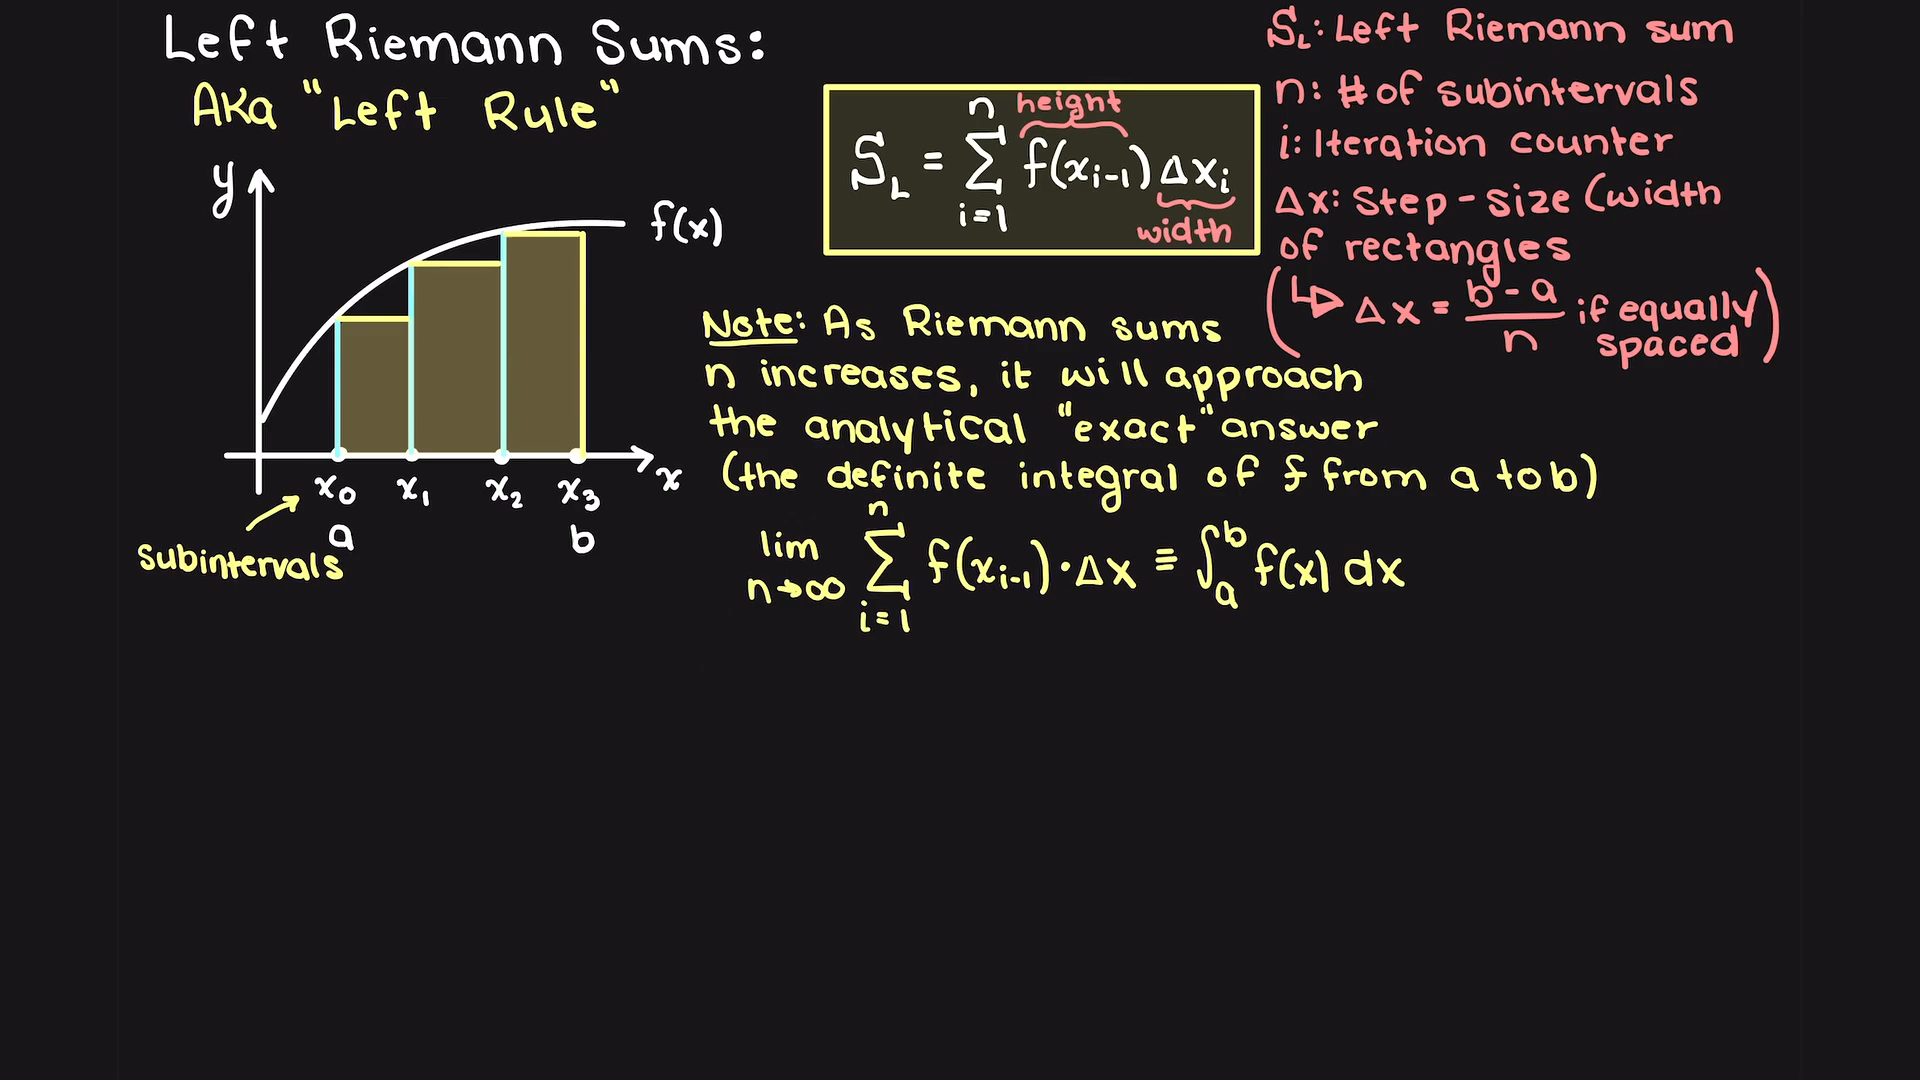 Left Riemann Sums:
AKa "Left Rule"
y
f(x)
x
x₀ x₁ x₂ x₃
a b
Subintervals
n height
S_L = Σ f(x_{i-1}) Δx_i
i=1 width
S_L: Left Riemann sum
n: # of subintervals
i: Iteration counter
Δx: Step-size (width
of rectangles
(↳ Δx = (b-a)/n if equally
spaced)
Note: As Riemann sums
n increases, it will approach
the analytical "exact" answer
(the definite integral of f from a to b)
lim n→∞ Σ_{i=1}^{n} f(x_{i-1})·Δx ≡ ∫_a^b f(x) dx